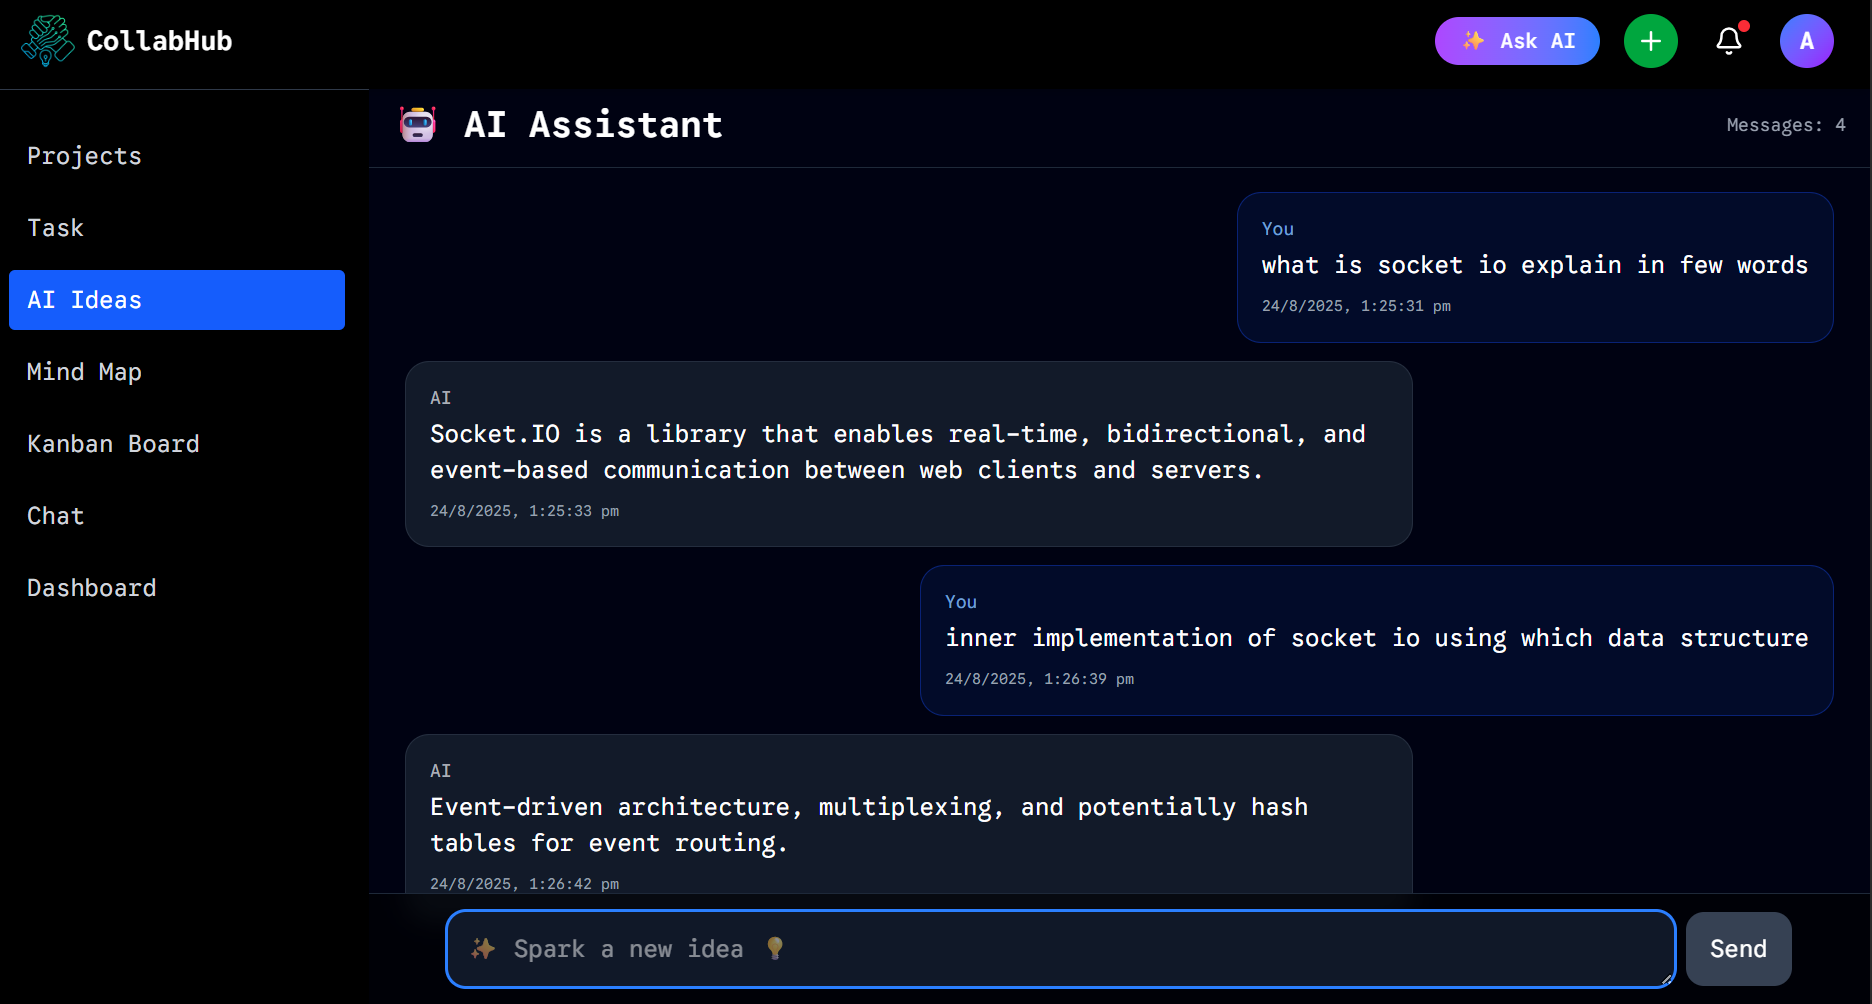 CollabHub
✨ Ask AI
A
Projects
Task
AI Ideas
Mind Map
Kanban Board
Chat
Dashboard
AI Assistant
Messages: 4
You
what is socket io explain in few words
24/8/2025, 1:25:31 pm
AI
Socket.IO is a library that enables real-time, bidirectional, and
event-based communication between web clients and servers.
24/8/2025, 1:25:33 pm
You
inner implementation of socket io using which data structure
24/8/2025, 1:26:39 pm
AI
Event-driven architecture, multiplexing, and potentially hash
tables for event routing.
24/8/2025, 1:26:42 pm
✨ Spark a new idea 💡
Send